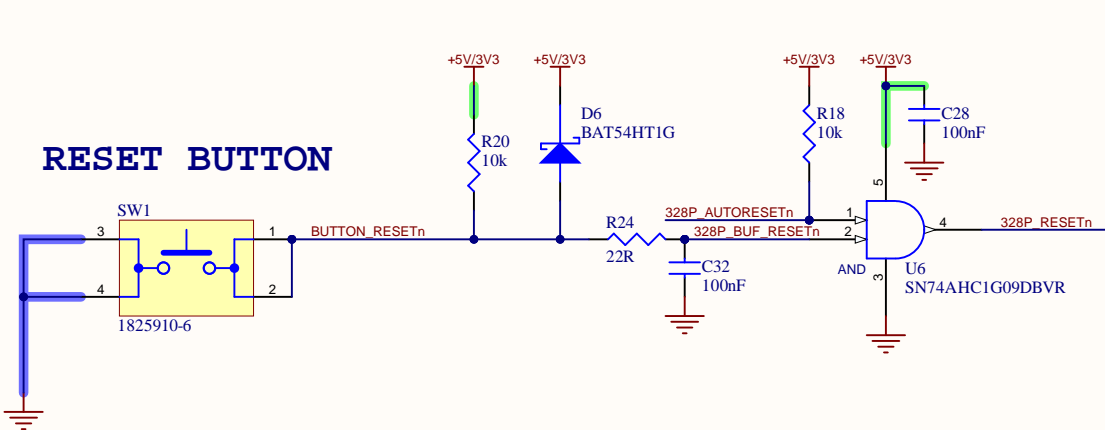 +5V/3V3
+5V/3V3
+5V/3V3
+5V/3V3
RESET BUTTON
R20
10k
D6
BAT54HT1G
R18
10k
C28
100nF
5
SW1
3
4
1
2
1825910-6
BUTTON_RESETn
R24
22R
328P_AUTORESETn
328P_BUF_RESETn
C32
100nF
1
2
AND
3
4
U6
SN74AHC1G09DBVR
328P_RESETn